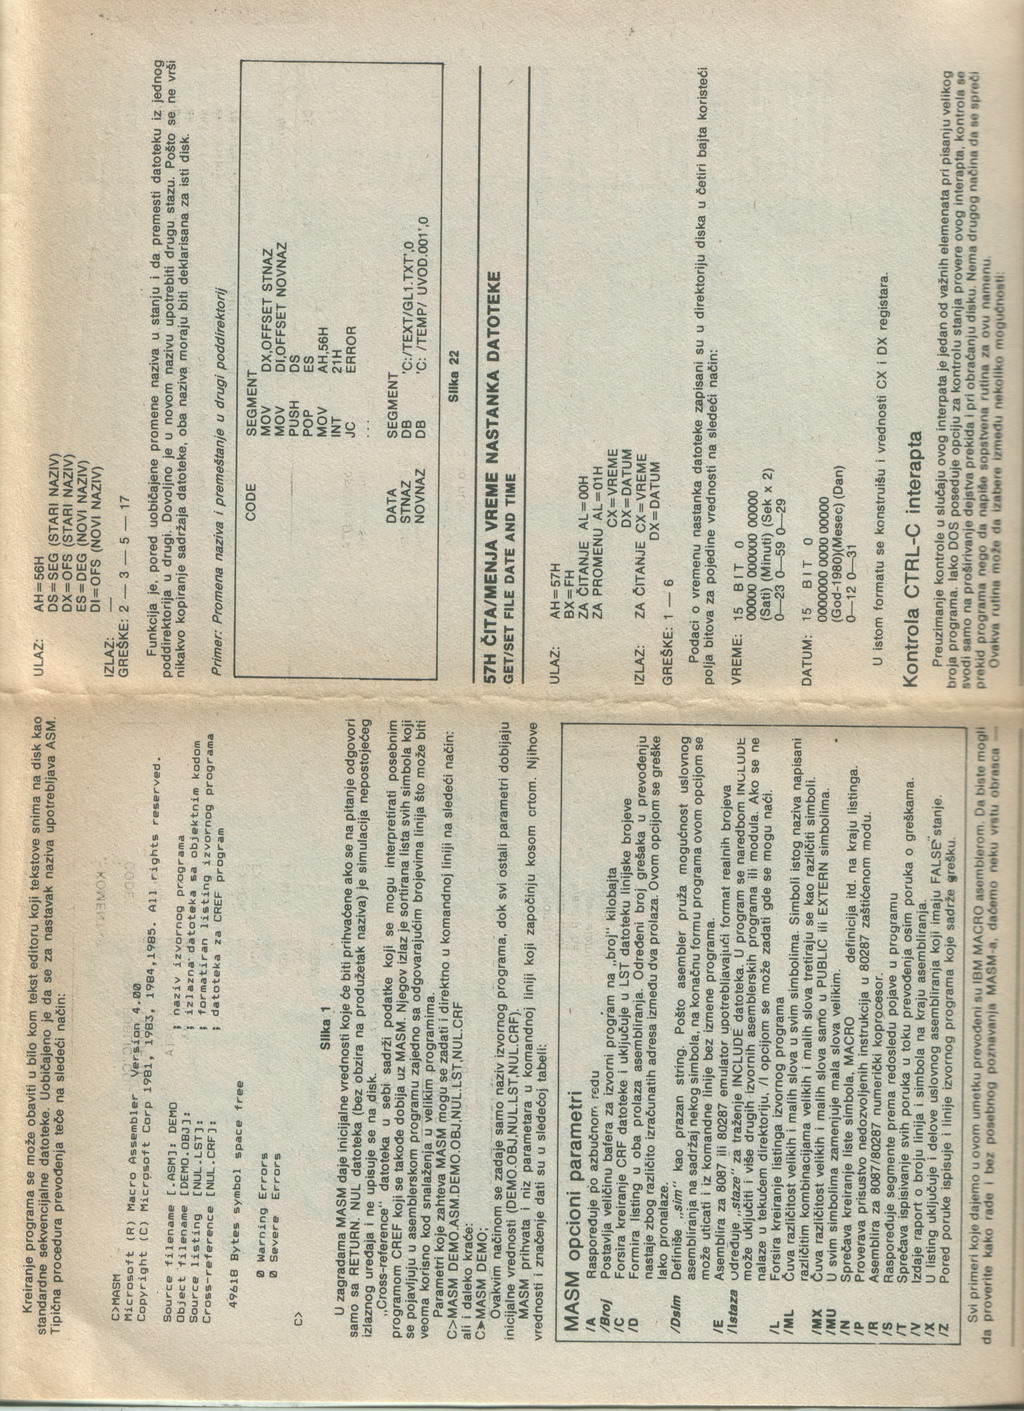 Kreiranje programa se može obaviti u bilo kom tekst editoru koji tekstove snima na disk kao
standardne sekvencijalne datoteke. Uobičajeno je da se za nastavak naziva upotrebljava ASM.
Tipična procedura prevođenja teče na sledeći način:
C>MASM
Microsoft (R) Macro Assembler Version 4.00
Copyright (C) Microsoft Corp 1981, 1983, 1984,1985. All rights reserved.
Source filename [.ASM]: DEMO ; naziv izvornog programa
Object filename [DEMO.OBJ]: ; izlazna datoteka sa objektnim kodom
Source listing [NUL.LST]: ; formatiran listing izvornog programa
Cross-reference [NUL.CRF]: ; datoteka za CREF program
49618 Bytes symbol space free
0 Warning Errors
0 Severe Errors
C>
Slika 1
U zagradama MASM daje inicijalne vrednosti koje će biti prihvaćene ako se na pitanje odgovori
samo sa RETURN. NUL datoteka (bez obzira na produžetak naziva) je simulacija nepostojećeg
izlaznog uređaja i ne upisuje se na disk.
„Cross-reference" datoteka u sebi sadrži podatke koji se mogu interpretirati posebnim
programom CREF koji se takođe dobija uz MASM. Njegov izlaz je sortirana lista svih simbola koji
se pojavljuju u asemblerskom programu zajedno sa odgovarajućim brojevima linija što može biti
veoma korisno kod snalaženja u velikim programima.
Parametri koje zahteva MASM mogu se zadati i direktno u komandnoj liniji na sledeći način:
C>MASM DEMO.ASM,DEMO.OBJ,NUL.LST,NUL.CRF
ali i daleko kraće:
C>MASM DEMO;
Ovakvim načinom se zadaje samo naziv izvornog programa, dok svi ostali parametri dobijaju
inicijalne vrednosti (DEMO.OBJ,NUL.LST,NUL.CRF).
MASM prihvata i niz parametara u komandnoj liniji koji započinju kosom crtom. Njihove
vrednosti i značenje dati su u sledećoj tabeli:
MASM opcioni parametri
/A Raspoređuje po azbučnom redu
/Broj Postavlja veličinu bafera za izvorni program na „broj" kilobajta
/C Forsira kreiranje CRF datoteke i uključuje u LST datoteku linijske brojeve
/D Formira listing u oba prolaza asembliranja. Određeni broj grešaka u prevođenju
nastaje zbog različito izračunatih adresa između dva prolaza. Ovom opcijom se greške
lako pronalaze.
/Dsim Definiše „sim" kao prazan string. Pošto asembler pruža mogućnost uslovnog
asembliranja na sadržaj nekog simbola, na konačnu formu programa ovom opcijom se
može uticati i iz komandne linije bez izmene programa.
/E Asemblira za 8087 ili 80287 emulator upotrebljavajući format realnih brojeva
/Istaza Određuje „staze" za traženje INCLUDE datoteka. U program se naredbom INCLUDE
može uključiti i više drugih izvornih asemblerskih programa ili modula. Ako se ne
nalaze u tekućem direktoriju, /I opcijom se može zadati gde se mogu naći.
/L Forsira kreiranje listinga izvornog programa
/ML Čuva različitost velikih i malih slova u svim simbolima. Simboli istog naziva napisani
različitim kombinacijama velikih i malih slova tretiraju se kao različiti simboli.
/MX Čuva različitost velikih i malih slova samo u PUBLIC ili EXTERN simbolima.
/MU U svim simbolima zamenjuje mala slova velikim.
/N Sprečava kreiranje liste simbola, MACRO definicija itd. na kraju listinga.
/P Proverava prisustvo nedozvoljenih instrukcija u 80287 zaštićenom modu.
/R Asemblira za 8087/80287 numerički koprocesor.
/S Raspoređuje segmente prema redosledu pojave u programu
/T Sprečava ispisivanje svih poruka u toku prevođenja osim poruka o greškama.
/V Izdaje raport o broju linija i simbola na kraju asembliranja.
/X U listing uključuje i delove uslovnog asembliranja koji imaju FALSE" stanje.
/Z Pored poruke ispisuje i linije izvornog programa koje sadrže grešku.
Svi primeri koje dajemo u ovom umetku prevođeni su IBM MACRO asemblerom. Da biste mogli
da proverite kako rade i bez posebnog poznavanja MASM-a, daćemo neku vrstu obrasca —
ULAZ: AH=56H
DS=SEG (STARI NAZIV)
DX=OFS (STARI NAZIV)
ES=DEG (NOVI NAZIV)
DI=OFS (NOVI NAZIV)
IZLAZ: —
GREŠKE: 2 — 3 — 5 — 17
Funkcija je, pored uobičajene promene naziva u stanju i da premesti datoteku iz jednog
poddirektorija u drugi. Dovoljno je u novom nazivu upotrebiti drugu stazu. Pošto se ne vrši
nikakvo kopiranje sadržaja datoteke, oba naziva moraju biti deklarisana za isti disk.
Primer: Promena naziva i premeštanje u drugi poddirektorij
CODE SEGMENT
MOV DX,OFFSET STNAZ
MOV DI,OFFSET NOVNAZ
PUSH DS
POP ES
MOV AH,56H
INT 21H
JC ERROR
...
DATA SEGMENT
STNAZ DB 'C:/TEXT/GL1.TXT',0
NOVNAZ DB 'C: /TEMP/ UVOD.001',0
Slika 22
57H ČITA/MENJA VREME NASTANKA DATOTEKE
GET/SET FILE DATE AND TIME
ULAZ: AH=57H
BX=FH
ZA ČITANJE AL=00H
ZA PROMENU AL=01H
CX=VREME
DX=DATUM
IZLAZ: ZA ČITANJE CX=VREME
DX=DATUM
GREŠKE: 1 — 6
Podaci o vremenu nastanka datoteke zapisani su u direktoriju diska u četiri bajta koristeći
polja bitova za pojedine vrednosti na sledeći način:
VREME: 15 B I T 0
00000 000000 00000
(Sati) (Minuti) (Sek x 2)
0—23 0—59 0—29
DATUM: 15 B I T 0
0000000 0000 00000
(God-1980)(Mesec) (Dan)
0—12 0—31
U istom formatu se konstruišu i vrednosti CX i DX registara.
Kontrola CTRL-C interapta
Preuzimanje kontrole u slučaju ovog interpata je jedan od važnih elemenata pri pisanju velikog
broja programa. Iako DOS poseduje opciju za kontrolu stanja provere ovog interapta, kontrola se
svodi samo na proširivanje dejstva prekida i pri obraćanju disku. Nema drugog načina da se spreči
prekid programa nego da napiše sopstvena rutina za ovu namenu.
Ovakva rutina može da izabere između nekoliko mogućnosti: